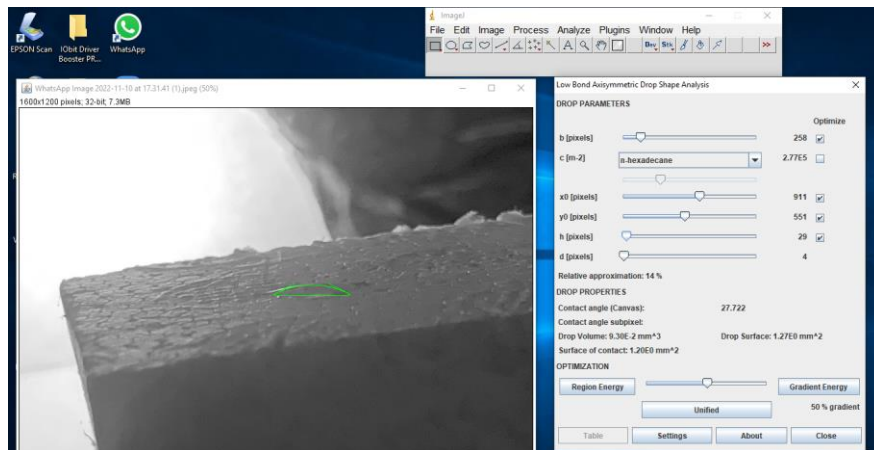 ImageJ
File Edit Image Process Analyze Plugins Window Help
A Dev Stk >>
EPSON Scan
IObit Driver
Booster PR...
WhatsApp
WhatsApp Image 2022-11-10 at 17.31.41 (1).jpeg (50%)
1600x1200 pixels; 32-bit; 7.3MB
Low Bond Axisymmetric Drop Shape Analysis
DROP PARAMETERS
Optimize
b [pixels] 258
c [m-2] n-hexadecane 2.77E5
x0 [pixels] 911
y0 [pixels] 551
h [pixels] 29
d [pixels] 4
Relative approximation: 14 %
DROP PROPERTIES
Contact angle (Canvas): 27.722
Contact angle subpixel:
Drop Volume: 9.30E-2 mm^3 Drop Surface: 1.27E0 mm^2
Surface of contact: 1.20E0 mm^2
OPTIMIZATION
Region Energy Gradient Energy
Unified 50 % gradient
Table Settings About Close